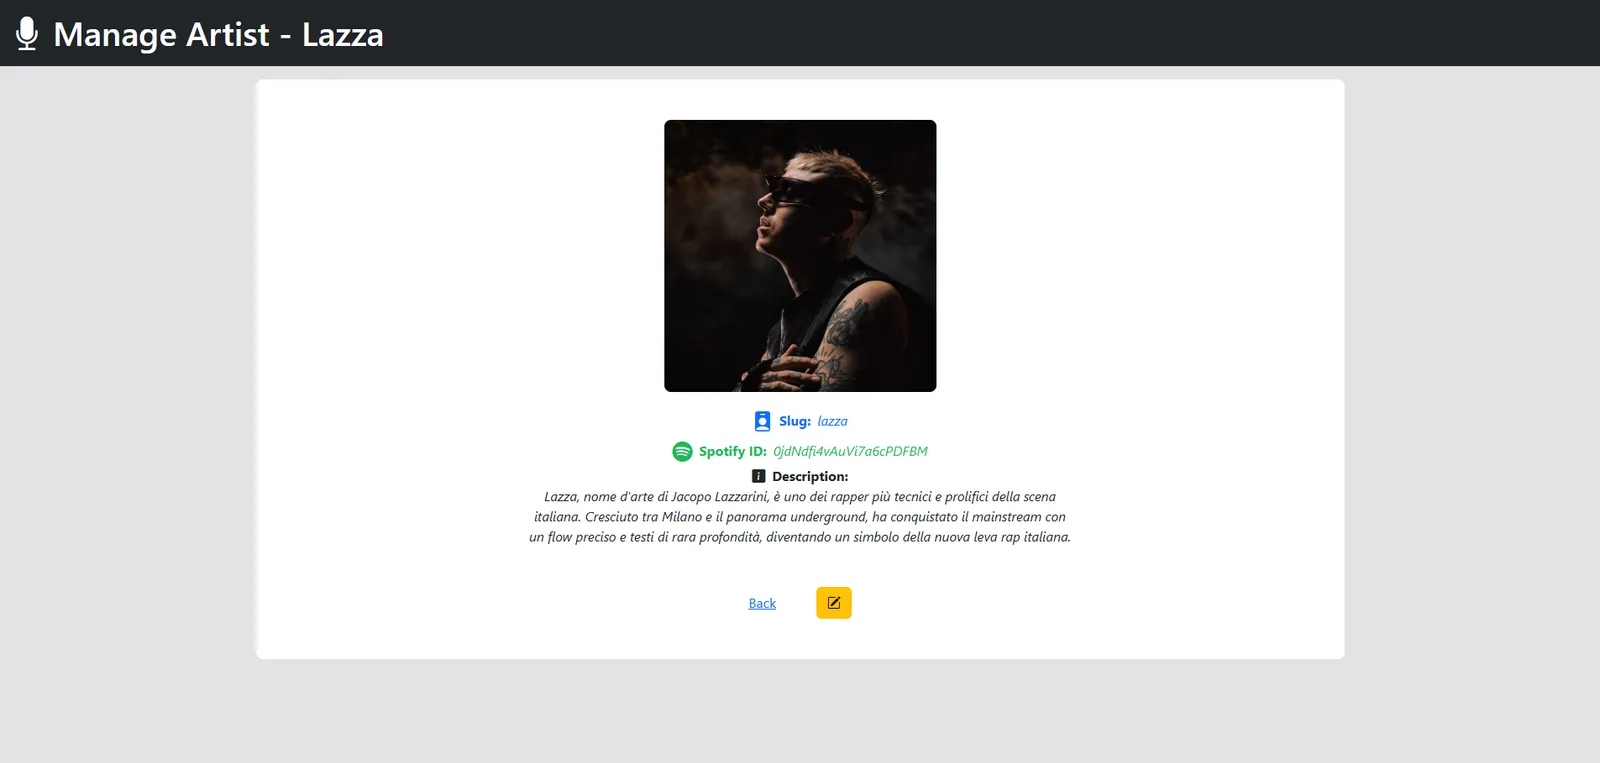 Manage Artist - Lazza
Slug: lazza
Spotify ID: 0jdNdfi4vAuVi7a6cPDFBM
Description:
Lazza, nome d'arte di Jacopo Lazzarini, è uno dei rapper più tecnici e prolifici della scena
italiana. Cresciuto tra Milano e il panorama underground, ha conquistato il mainstream con
un flow preciso e testi di rara profondità, diventando un simbolo della nuova leva rap italiana.
Back